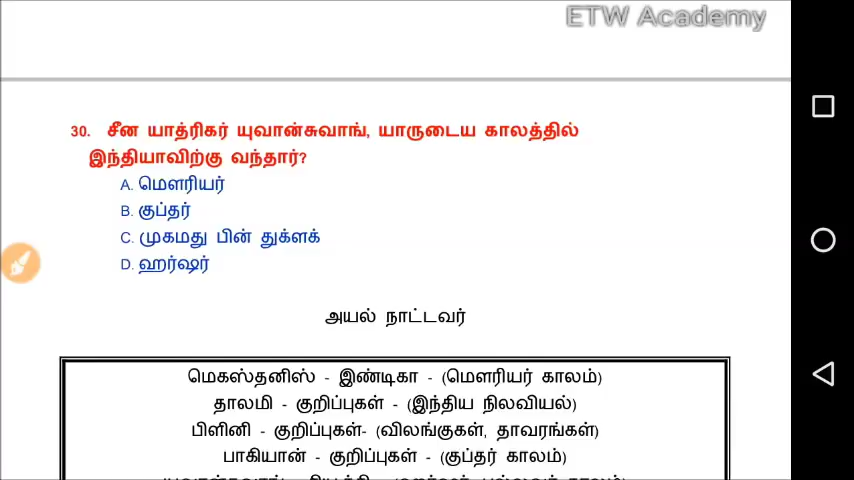 ETW Academy
30. சீன யாத்ரிகர் யுவான்சுவாங், யாருடைய காலத்தில்
இந்தியாவிற்கு வந்தார்?
A. மௌரியர்
B. குப்தர்
C. முகமது பின் துக்ளக்
D. ஹர்ஷர்
அயல் நாட்டவர்
மெகஸ்தனிஸ் - இண்டிகா - (மௌரியர் காலம்)
தாலமி - குறிப்புகள் - (இந்திய நிலவியல்)
பிளினி - குறிப்புகள்- (விலங்குகள், தாவரங்கள்)
பாகியான் - குறிப்புகள் - (குப்தர் காலம்)